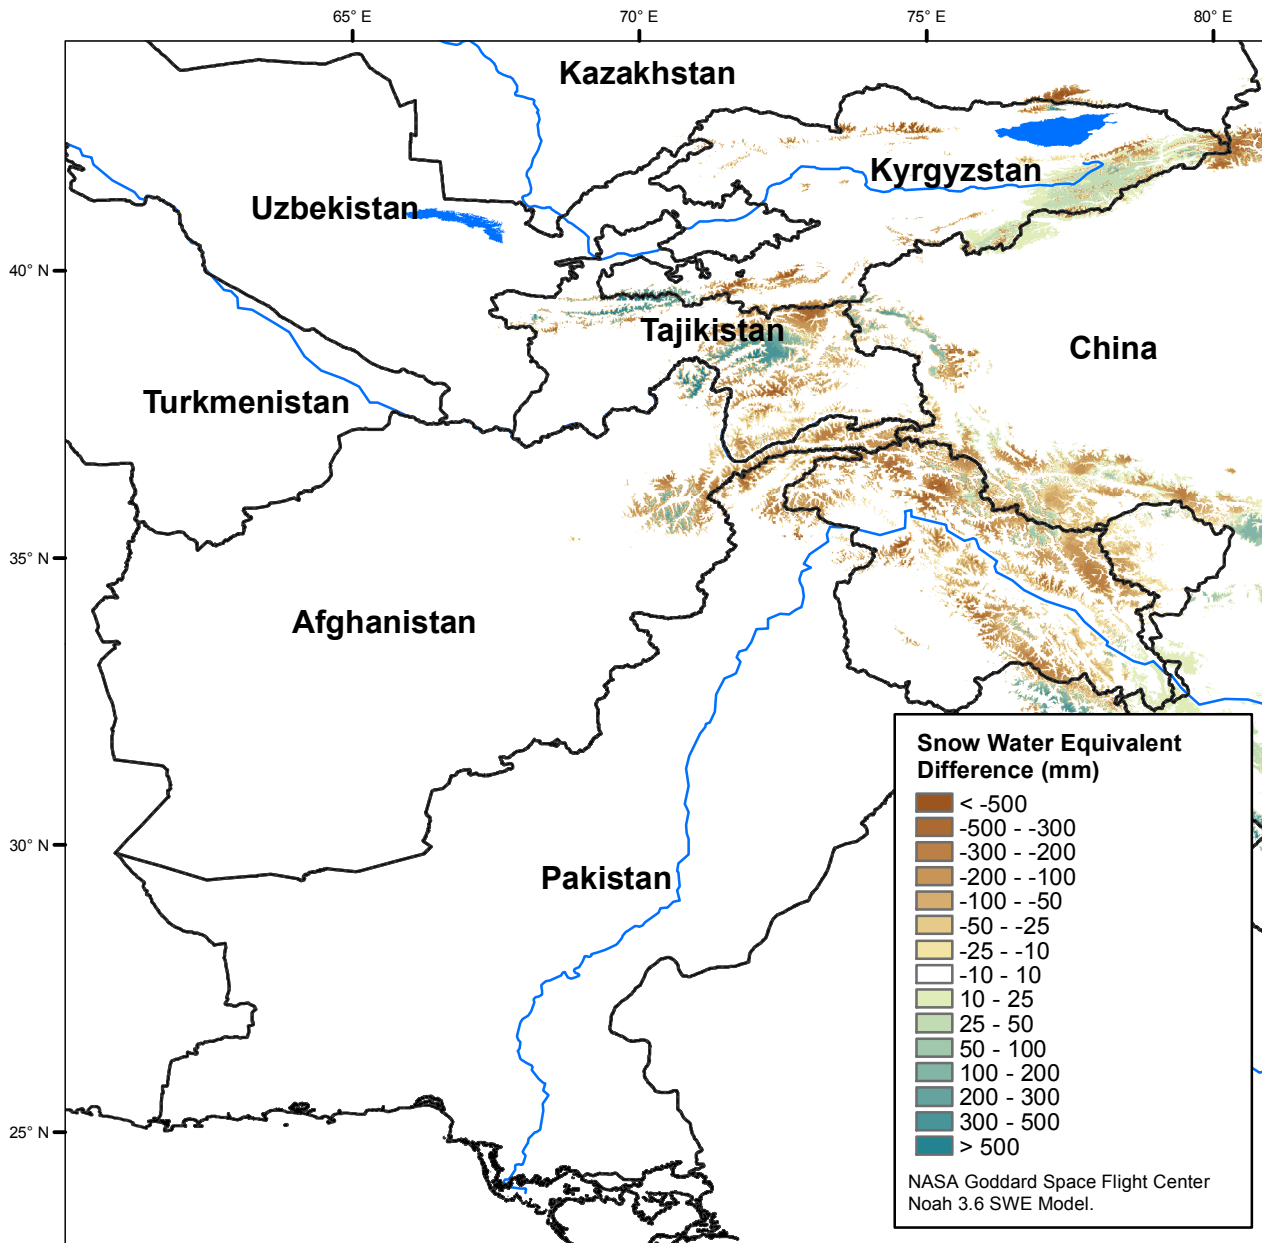 65° E
70° E
75° E
80° E
Kazakhstan
Kyrgyzstan
Uzbekistan
40° N
Tajikistan
China
Turkmenistan
35° N
Afghanistan
30° N
Pakistan
25° N
Snow Water Equivalent
Difference (mm)
< -500
-500 - -300
-300 - -200
-200 - -100
-100 - -50
-50 - -25
-25 - -10
-10 - 10
10 - 25
25 - 50
50 - 100
100 - 200
200 - 300
300 - 500
> 500
NASA Goddard Space Flight Center
Noah 3.6 SWE Model.